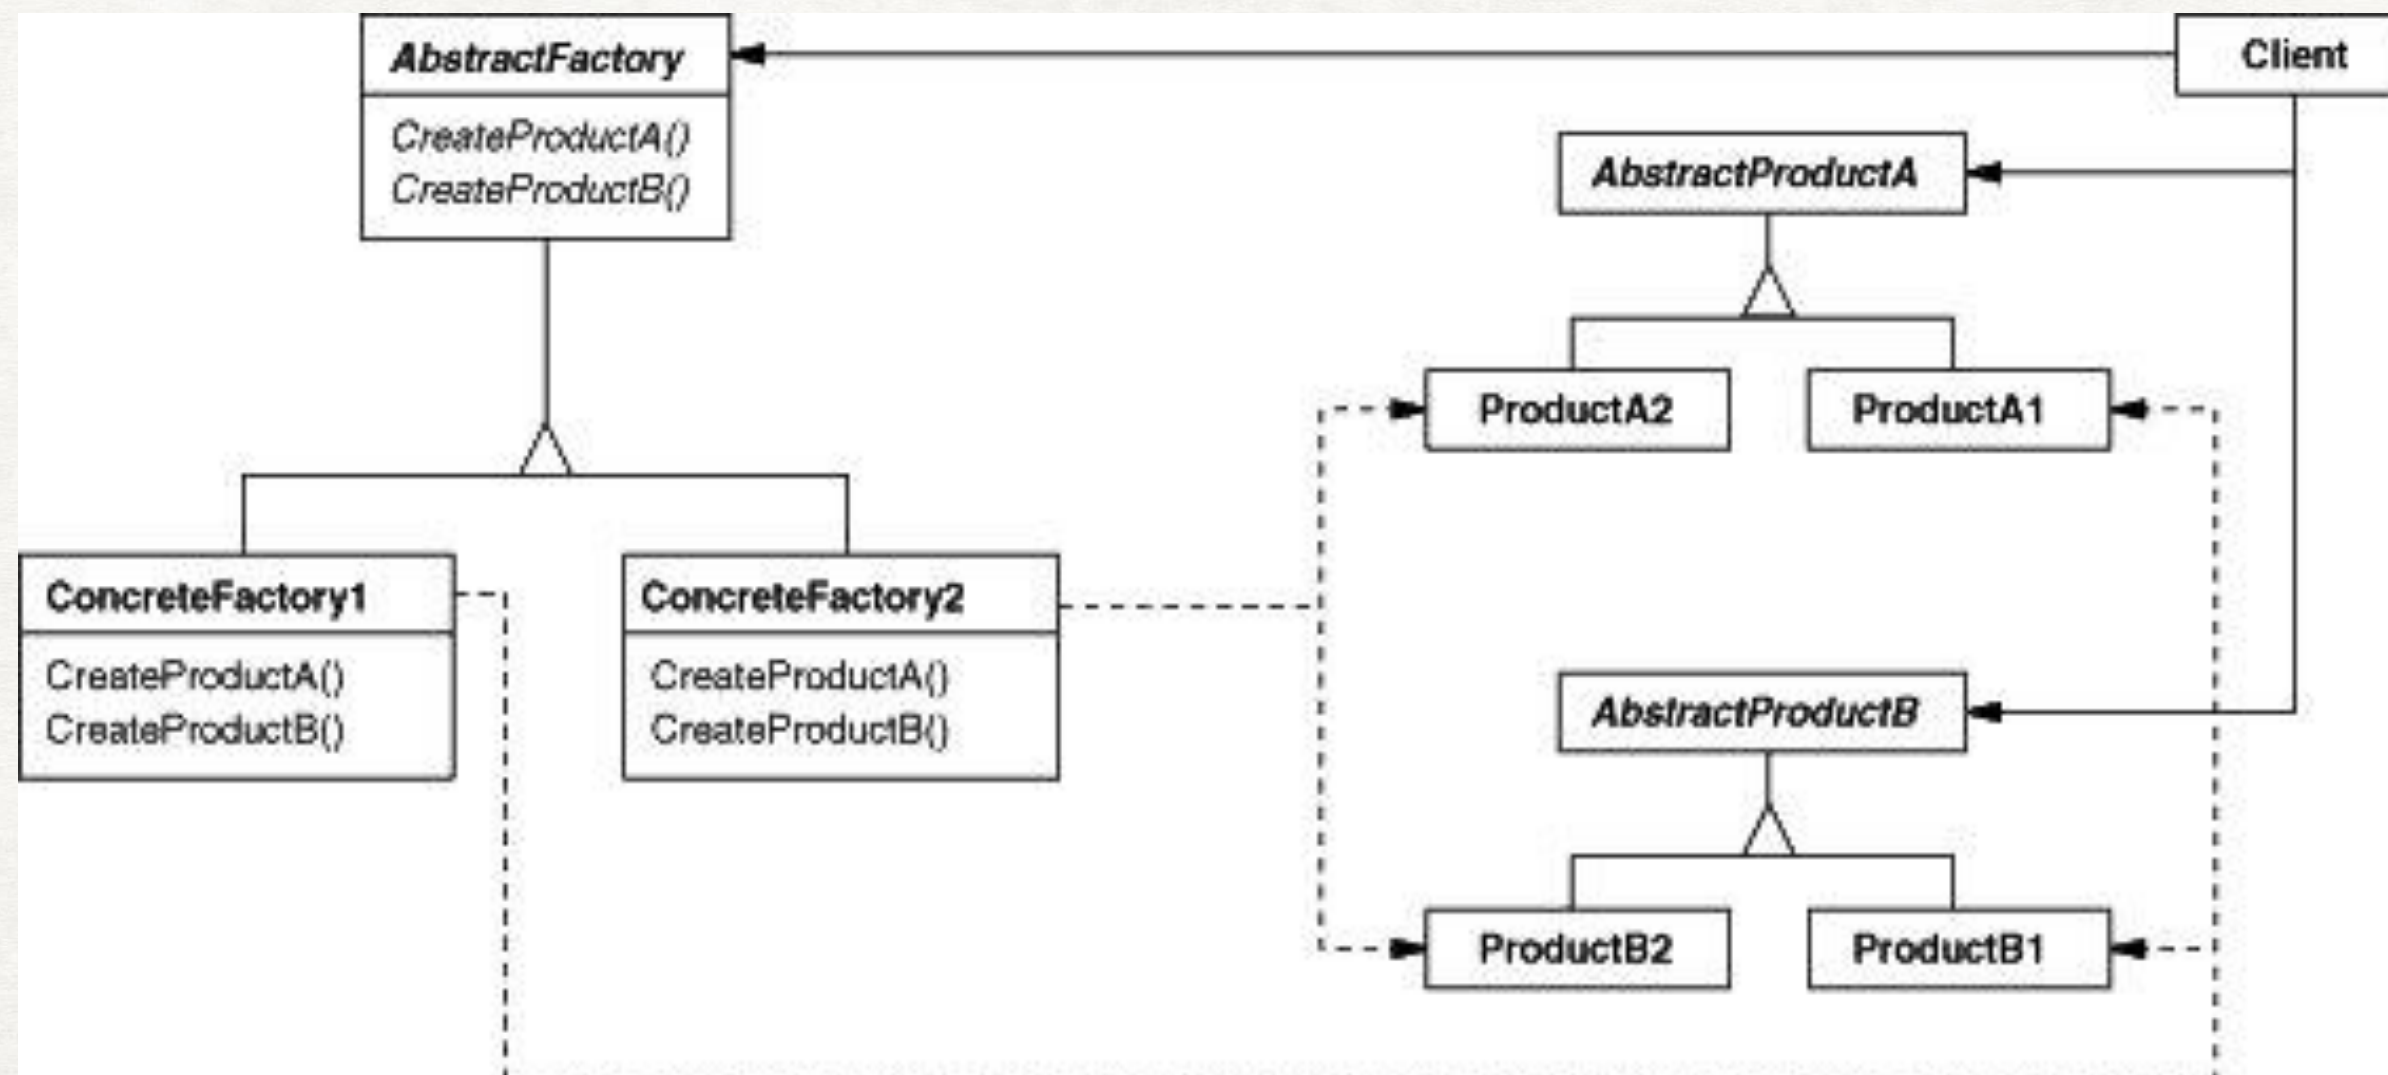 AbstractFactory
CreateProductA()
CreateProductB()
Client
AbstractProductA
ProductA2
ProductA1
ConcreteFactory1
CreateProductA()
CreateProductB()
ConcreteFactory2
CreateProductA()
CreateProductB()
AbstractProductB
ProductB2
ProductB1